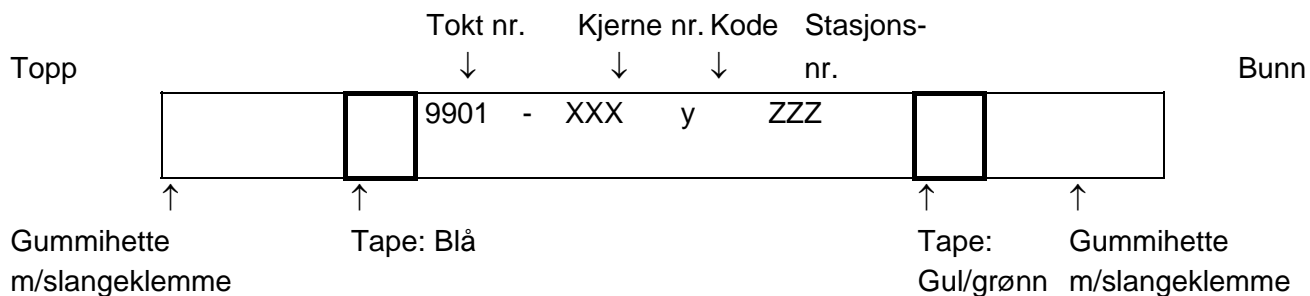 Tokt nr. Kjerne nr. Kode Stasjons-
Topp ↓ ↓ ↓ nr. Bunn
9901 - XXX y ZZZ
↑ ↑ ↑ ↑
Gummihette Tape: Blå Tape: Gummihette
m/slangeklemme Gul/grønn m/slangeklemme